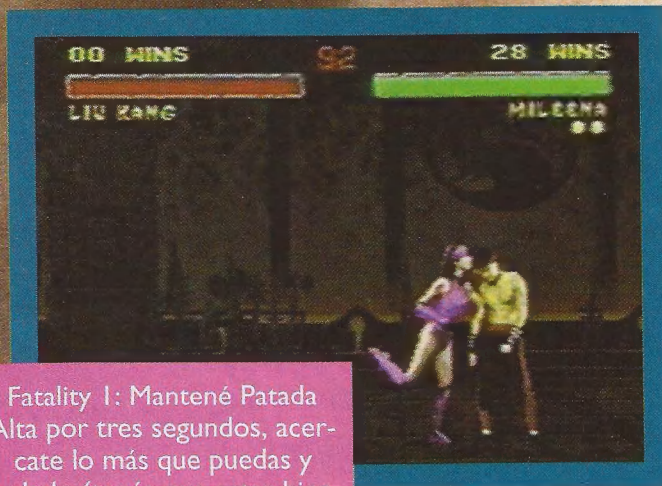 00 WINS 92 28 WINS
LIU KANG MILEENA
Fatality 1: Mantené Patada
Alta por tres segundos, acer-
cate lo más que puedas y